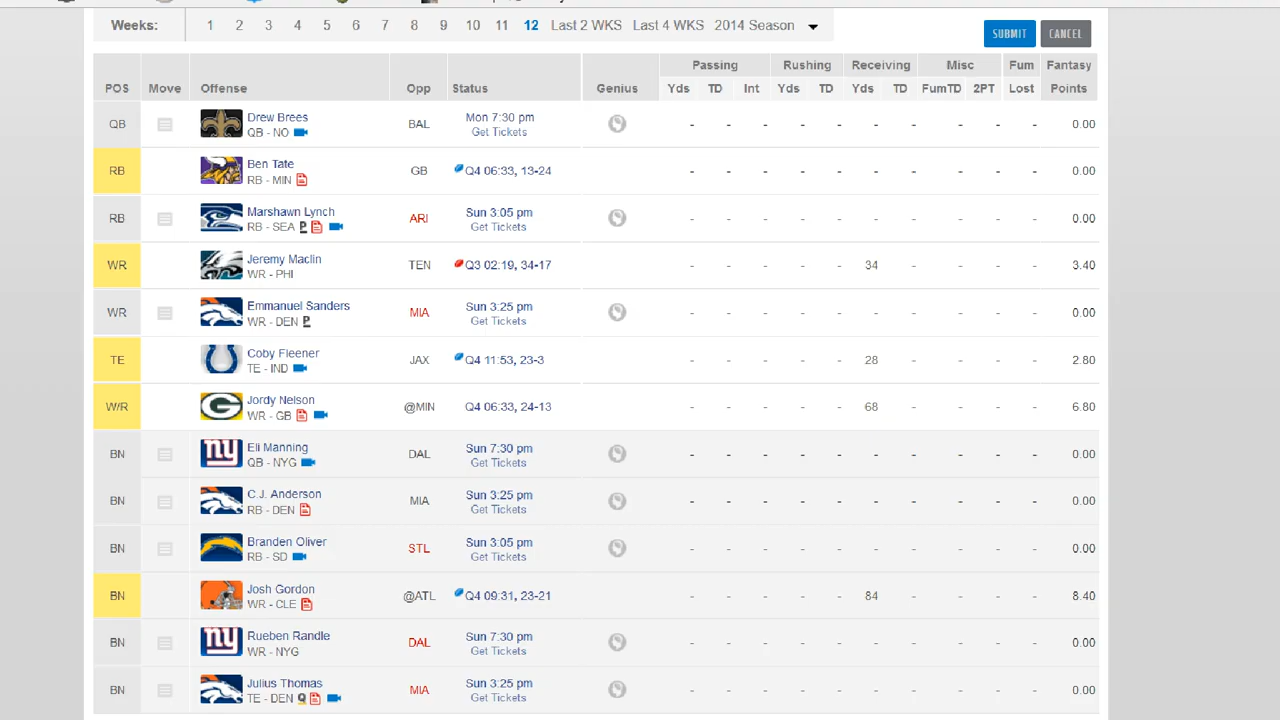 Weeks: 1 2 3 4 5 6 7 8 9 10 11 12 Last 2 WKS Last 4 WKS 2014 Season
SUBMIT CANCEL
Passing Rushing Receiving Misc Fum Fantasy
POS Move Offense Opp Status Genius Yds TD Int Yds TD Yds TD FumTD 2PT Lost Points
QB Drew Brees BAL Mon 7:30 pm - - - - - - - - - - 0.00
QB - NO Get Tickets
RB Ben Tate GB Q4 06:33, 13-24 - - - - - - - - - - 0.00
RB - MIN
RB Marshawn Lynch ARI Sun 3:05 pm - - - - - - - - - - 0.00
RB - SEA P Get Tickets
WR Jeremy Maclin TEN Q3 02:19, 34-17 - - - - - 34 - - - - 3.40
WR - PHI
WR Emmanuel Sanders MIA Sun 3:25 pm - - - - - - - - - - 0.00
WR - DEN P Get Tickets
TE Coby Fleener JAX Q4 11:53, 23-3 - - - - - 28 - - - - 2.80
TE - IND
W/R Jordy Nelson @MIN Q4 06:33, 24-13 - - - - - 68 - - - - 6.80
WR - GB
BN Eli Manning DAL Sun 7:30 pm - - - - - - - - - - 0.00
QB - NYG Get Tickets
BN C.J. Anderson MIA Sun 3:25 pm - - - - - - - - - - 0.00
RB - DEN Get Tickets
BN Branden Oliver STL Sun 3:05 pm - - - - - - - - - - 0.00
RB - SD Get Tickets
BN Josh Gordon @ATL Q4 09:31, 23-21 - - - - - 84 - - - - 8.40
WR - CLE
BN Rueben Randle DAL Sun 7:30 pm - - - - - - - - - - 0.00
WR - NYG Get Tickets
BN Julius Thomas MIA Sun 3:25 pm - - - - - - - - - - 0.00
TE - DEN Q Get Tickets